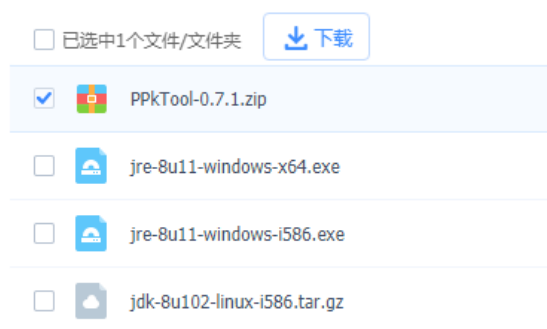 已选中1个文件/文件夹 下载
PPkTool-0.7.1.zip
jre-8u11-windows-x64.exe
jre-8u11-windows-i586.exe
jdk-8u102-linux-i586.tar.gz